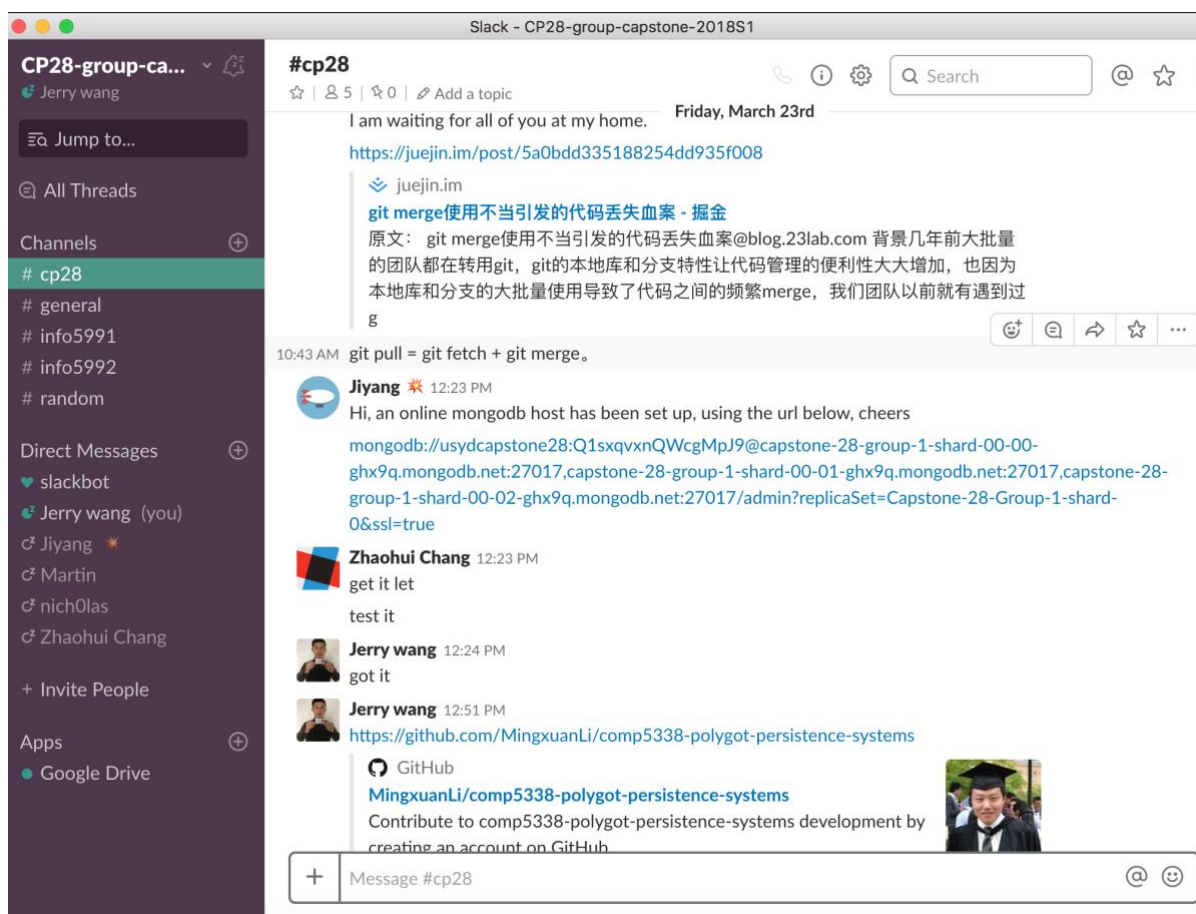 Slack - CP28-group-capstone-2018S1
CP28-group-ca...
Jerry wang
Jump to...
All Threads
Channels
# cp28
# general
# info5991
# info5992
# random
Direct Messages
slackbot
Jerry wang (you)
Jiyang
Martin
nich0las
Zhaohui Chang
+ Invite People
Apps
Google Drive
#cp28
5 | 0 | Add a topic
Search
Friday, March 23rd
I am waiting for all of you at my home.
https://juejin.im/post/5a0bdd335188254dd935f008
juejin.im
git merge使用不当引发的代码丢失血案 - 掘金
原文： git merge使用不当引发的代码丢失血案@blog.23lab.com 背景几年前大批量
的团队都在转用git，git的本地库和分支特性让代码管理的便利性大大增加，也因为
本地库和分支的大批量使用导致了代码之间的频繁merge，我们团队以前就有遇到过
g
10:43 AM git pull = git fetch + git merge。
Jiyang 12:23 PM
Hi, an online mongodb host has been set up, using the url below, cheers
mongodb://usydcapstone28:Q1sxqvxnQWcgMpJ9@capstone-28-group-1-shard-00-00-
ghx9q.mongodb.net:27017,capstone-28-group-1-shard-00-01-ghx9q.mongodb.net:27017,capstone-28-
group-1-shard-00-02-ghx9q.mongodb.net:27017/admin?replicaSet=Capstone-28-Group-1-shard-
0&ssl=true
Zhaohui Chang 12:23 PM
get it let
test it
Jerry wang 12:24 PM
got it
Jerry wang 12:51 PM
https://github.com/MingxuanLi/comp5338-polygot-persistence-systems
GitHub
MingxuanLi/comp5338-polygot-persistence-systems
Contribute to comp5338-polygot-persistence-systems development by
creating an account on GitHub
Message #cp28